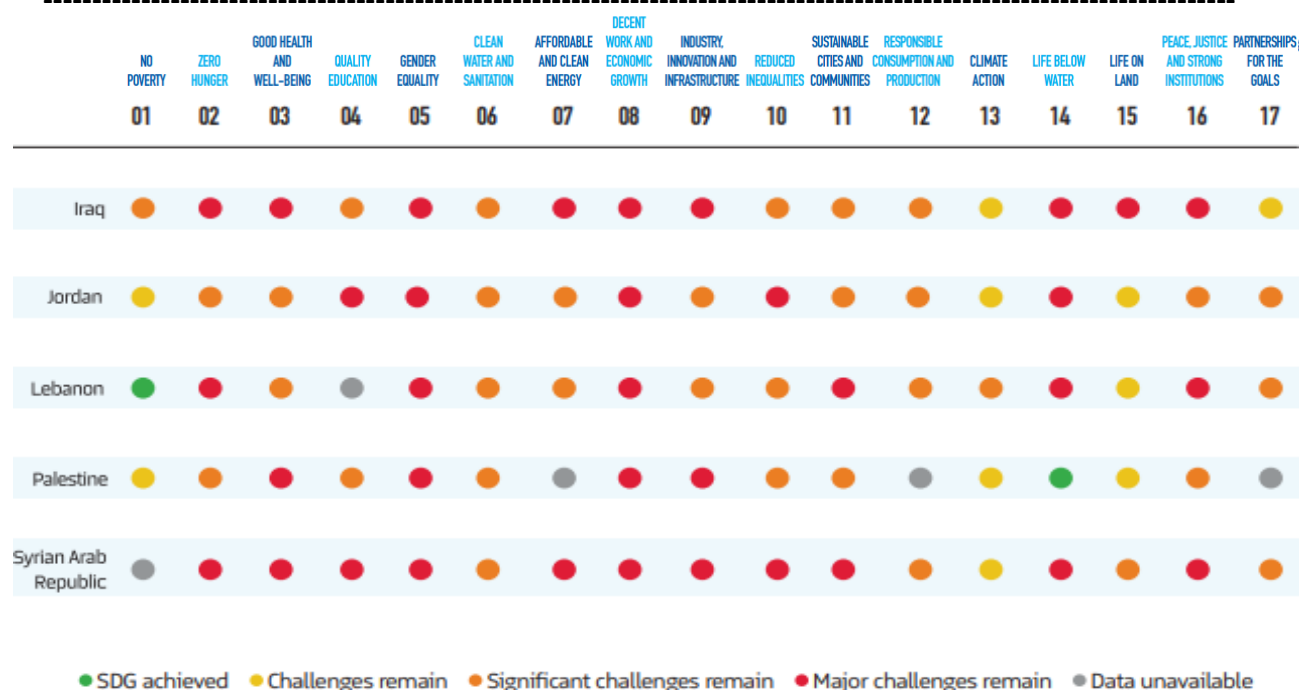 NO
POVERTY
01
ZERO
HUNGER
02
GOOD HEALTH
AND
WELL-BEING
03
QUALITY
EDUCATION
04
GENDER
EQUALITY
05
CLEAN
WATER AND
SANITATION
06
AFFORDABLE
AND CLEAN
ENERGY
07
DECENT
WORK AND
ECONOMIC
GROWTH
08
INDUSTRY,
INNOVATION AND
INFRASTRUCTURE
09
REDUCED
INEQUALITIES
10
SUSTAINABLE
CITIES AND
COMMUNITIES
11
RESPONSIBLE
CONSUMPTION AND
PRODUCTION
12
CLIMATE
ACTION
13
LIFE BELOW
WATER
14
LIFE ON
LAND
15
PEACE, JUSTICE
AND STRONG
INSTITUTIONS
16
PARTNERSHIPS
FOR THE
GOALS
17
Iraq
Jordan
Lebanon
Palestine
Syrian Arab
Republic
SDG achieved Challenges remain Significant challenges remain Major challenges remain Data unavailable